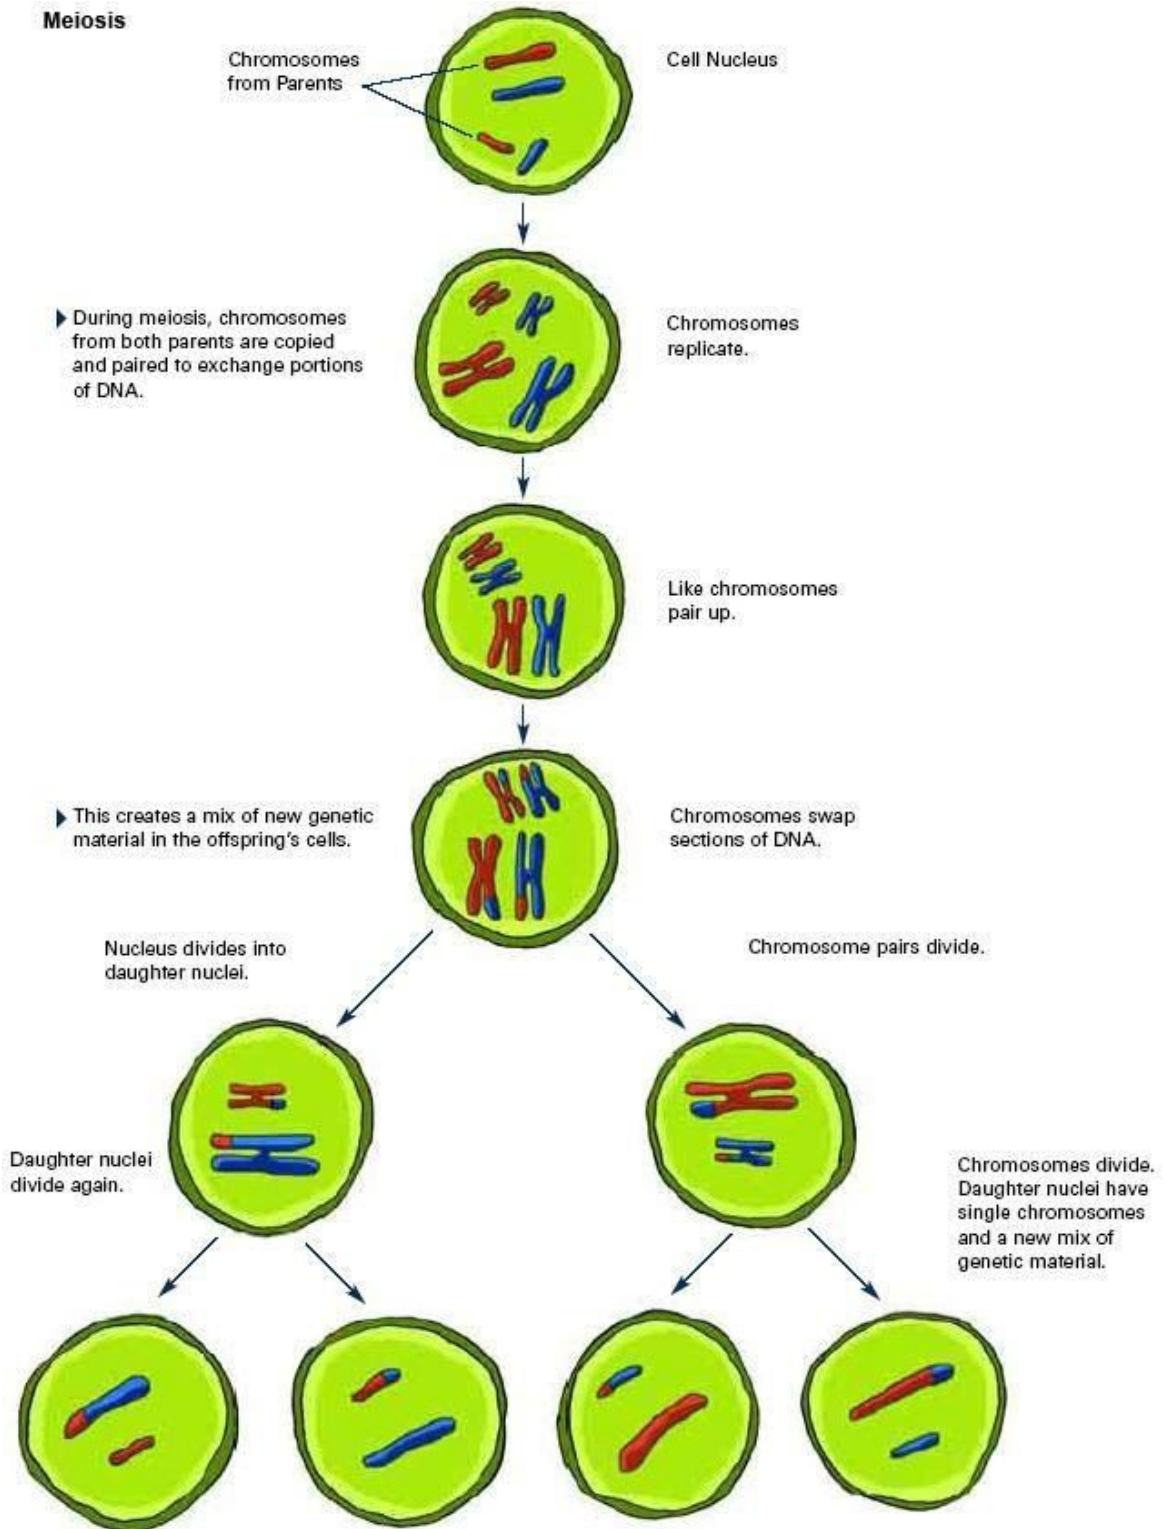 Meiosis
Chromosomes
from Parents
Cell Nucleus
During meiosis, chromosomes
from both parents are copied
and paired to exchange portions
of DNA.
Chromosomes
replicate.
Like chromosomes
pair up.
This creates a mix of new genetic
material in the offspring's cells.
Chromosomes swap
sections of DNA.
Nucleus divides into
daughter nuclei.
Chromosome pairs divide.
Daughter nuclei
divide again.
Chromosomes divide.
Daughter nuclei have
single chromosomes
and a new mix of
genetic material.